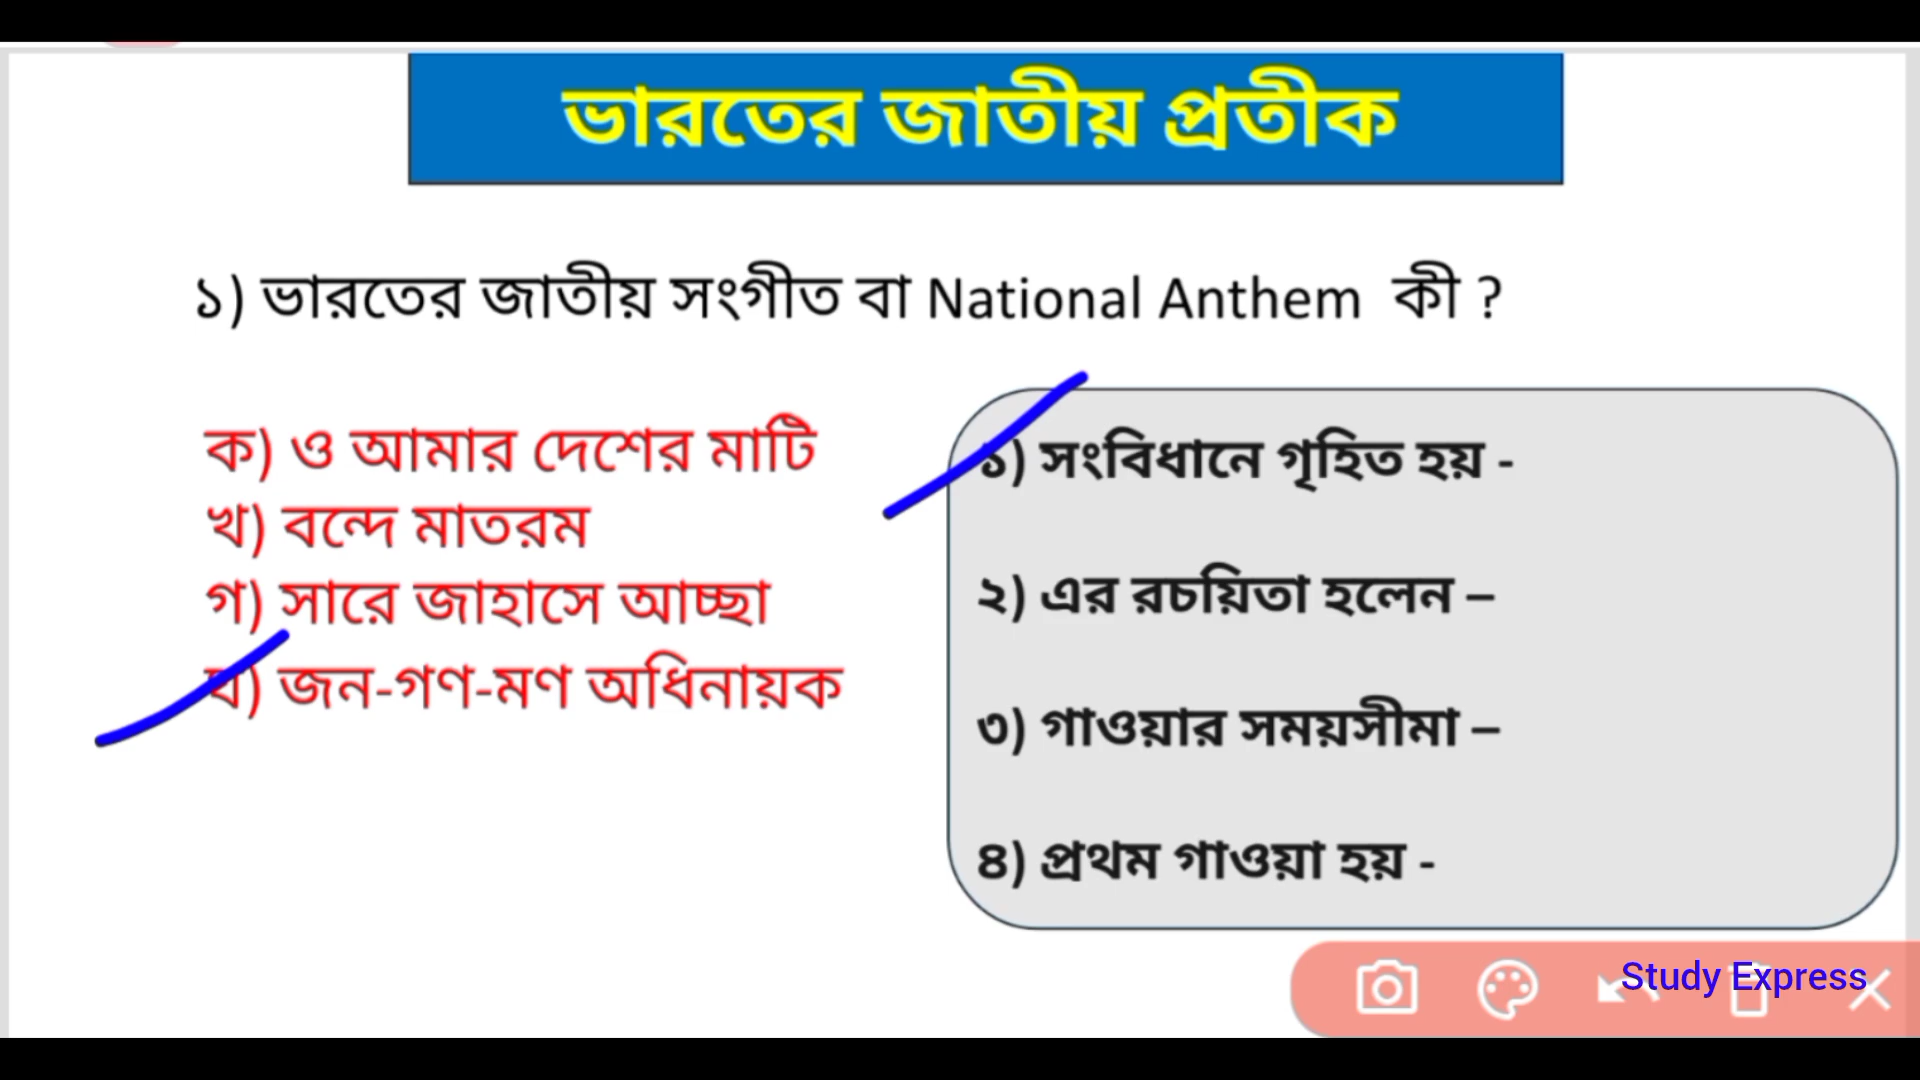 ভারতের জাতীয় প্রতীক
১) ভারতের জাতীয় সংগীত বা National Anthem কী ?
ক) ও আমার দেশের মাটি
খ) বন্দে মাতরম
গ) সারে জাহাসে আচ্ছা
ঘ) জন-গণ-মণ অধিনায়ক
১) সংবিধানে গৃহিত হয় -
২) এর রচয়িতা হলেন –
৩) গাওয়ার সময়সীমা –
৪) প্রথম গাওয়া হয় -
Study Express